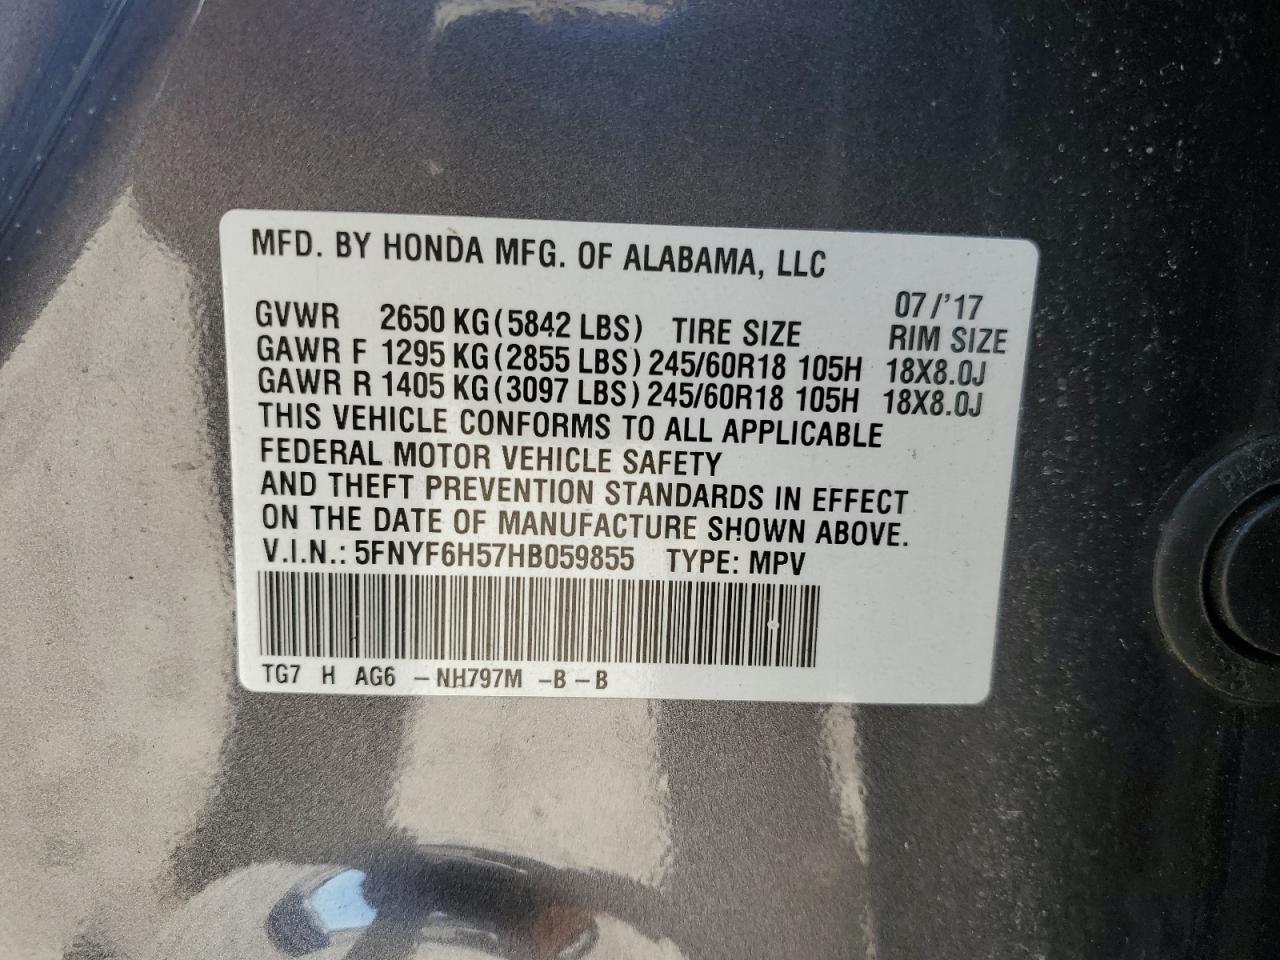 MFD. BY HONDA MFG. OF ALABAMA, LLC
07/'17
GVWR 2650 KG (5842 LBS) TIRE SIZE RIM SIZE
GAWR F 1295 KG (2855 LBS) 245/60R18 105H 18X8.0J
GAWR R 1405 KG (3097 LBS) 245/60R18 105H 18X8.0J
THIS VEHICLE CONFORMS TO ALL APPLICABLE
FEDERAL MOTOR VEHICLE SAFETY
AND THEFT PREVENTION STANDARDS IN EFFECT
ON THE DATE OF MANUFACTURE SHOWN ABOVE.
V.I.N.: 5FNYF6H57HB059855 TYPE: MPV
TG7 H AG6 -NH797M -B -B